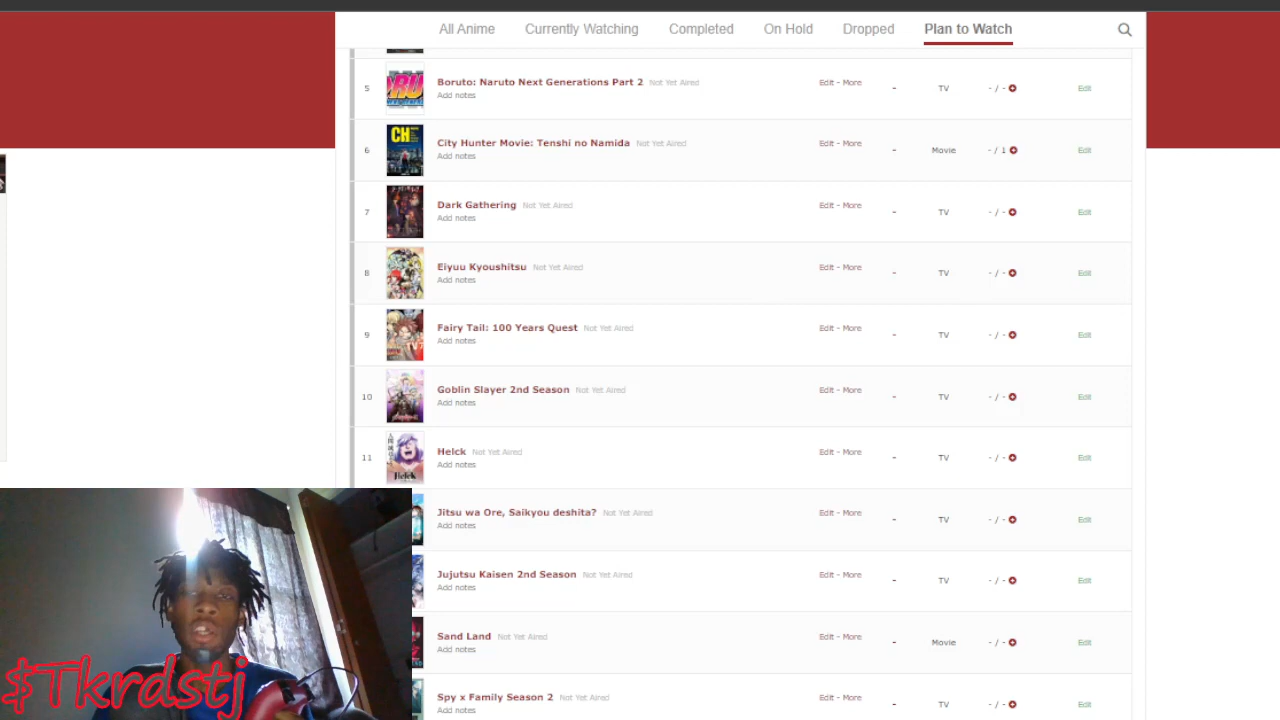 All Anime Currently Watching Completed On Hold Dropped Plan to Watch
5 Boruto: Naruto Next Generations Part 2 Not Yet Aired Edit - More - TV - / - Edit
Add notes
6 City Hunter Movie: Tenshi no Namida Not Yet Aired Edit - More - Movie - / 1 Edit
Add notes
7 Dark Gathering Not Yet Aired Edit - More - TV - / - Edit
Add notes
8 Eiyuu Kyoushitsu Not Yet Aired Edit - More - TV - / - Edit
Add notes
9 Fairy Tail: 100 Years Quest Not Yet Aired Edit - More - TV - / - Edit
Add notes
10 Goblin Slayer 2nd Season Not Yet Aired Edit - More - TV - / - Edit
Add notes
11 Helck Not Yet Aired Edit - More - TV - / - Edit
Add notes
Jitsu wa Ore, Saikyou deshita? Not Yet Aired Edit - More - TV - / - Edit
Add notes
Jujutsu Kaisen 2nd Season Not Yet Aired Edit - More - TV - / - Edit
Add notes
Sand Land Not Yet Aired Edit - More - Movie - / - Edit
Add notes
Spy x Family Season 2 Not Yet Aired Edit - More - TV - / - Edit
Add notes
CH
Helck
$Tkrdstj